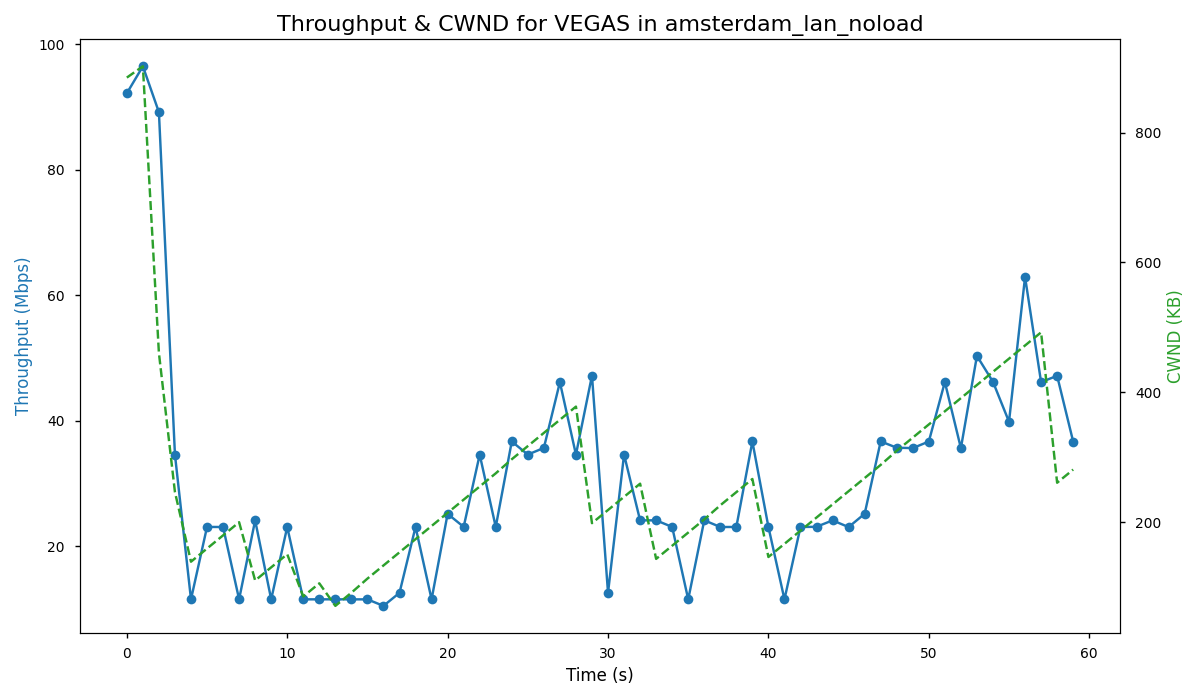 Throughput & CWND for VEGAS in amsterdam_lan_noload
Throughput (Mbps)
100
80
60
40
20
800
600
400
200
CWND (KB)
0 10 20 30 40 50 60
Time (s)